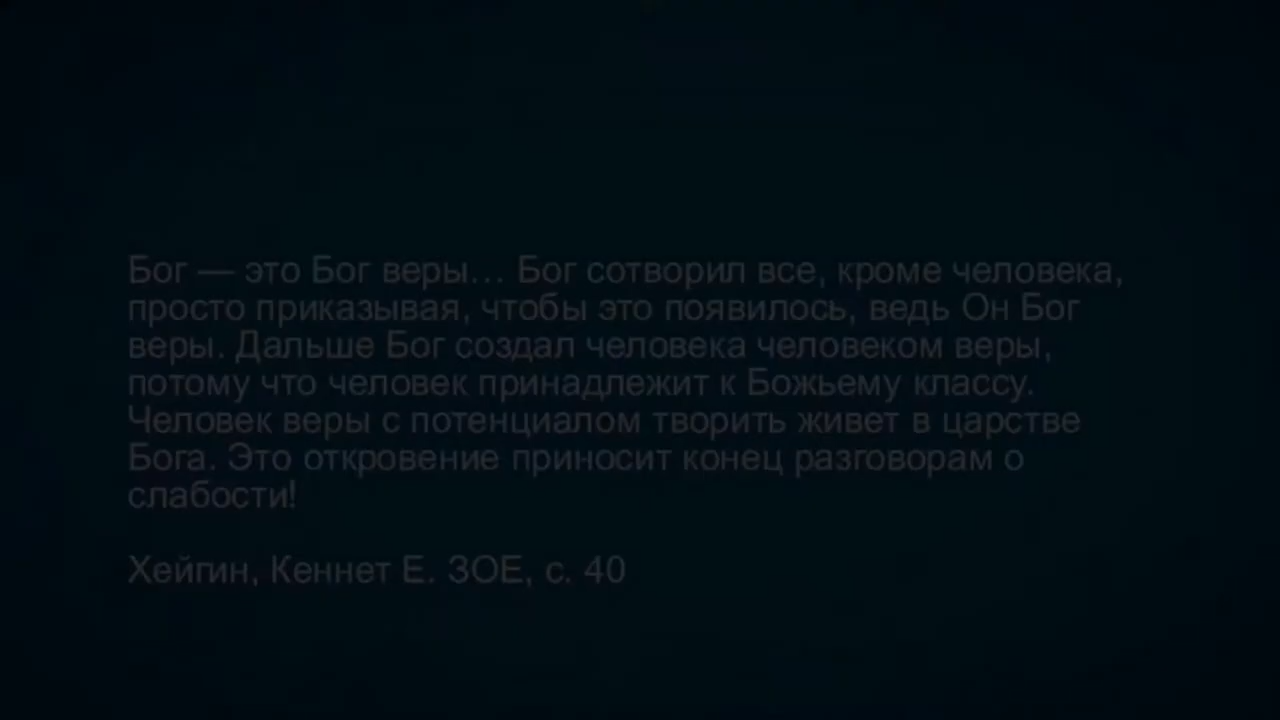 Бог — это Бог веры… Бог сотворил все, кроме человека,
просто приказывая, чтобы это появилось, ведь Он Бог
веры. Дальше Бог создал человека человеком веры,
потому что человек принадлежит к Божьему классу.
Человек веры с потенциалом творить живет в царстве
Бога. Это откровение приносит конец разговорам о
слабости!
Хейгин, Кеннет Е. ЗОЕ, с. 40